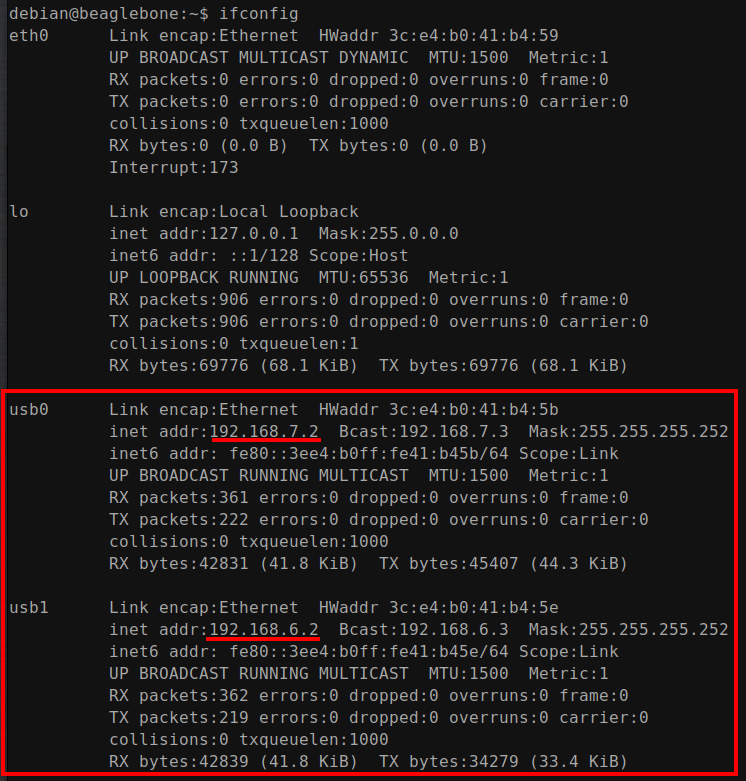 debian@beaglebone:~$ ifconfig
eth0      Link encap:Ethernet  HWaddr 3c:e4:b0:41:b4:59
          UP BROADCAST MULTICAST DYNAMIC  MTU:1500  Metric:1
          RX packets:0 errors:0 dropped:0 overruns:0 frame:0
          TX packets:0 errors:0 dropped:0 overruns:0 carrier:0
          collisions:0 txqueuelen:1000
          RX bytes:0 (0.0 B)  TX bytes:0 (0.0 B)
          Interrupt:173

lo        Link encap:Local Loopback
          inet addr:127.0.0.1  Mask:255.0.0.0
          inet6 addr: ::1/128 Scope:Host
          UP LOOPBACK RUNNING  MTU:65536  Metric:1
          RX packets:906 errors:0 dropped:0 overruns:0 frame:0
          TX packets:906 errors:0 dropped:0 overruns:0 carrier:0
          collisions:0 txqueuelen:1
          RX bytes:69776 (68.1 KiB)  TX bytes:69776 (68.1 KiB)

usb0      Link encap:Ethernet  HWaddr 3c:e4:b0:41:b4:5b
          inet addr:192.168.7.2  Bcast:192.168.7.3  Mask:255.255.255.252
          inet6 addr: fe80::3ee4:b0ff:fe41:b45b/64 Scope:Link
          UP BROADCAST RUNNING MULTICAST  MTU:1500  Metric:1
          RX packets:361 errors:0 dropped:0 overruns:0 frame:0
          TX packets:222 errors:0 dropped:0 overruns:0 carrier:0
          collisions:0 txqueuelen:1000
          RX bytes:42831 (41.8 KiB)  TX bytes:45407 (44.3 KiB)

usb1      Link encap:Ethernet  HWaddr 3c:e4:b0:41:b4:5e
          inet addr:192.168.6.2  Bcast:192.168.6.3  Mask:255.255.255.252
          inet6 addr: fe80::3ee4:b0ff:fe41:b45e/64 Scope:Link
          UP BROADCAST RUNNING MULTICAST  MTU:1500  Metric:1
          RX packets:362 errors:0 dropped:0 overruns:0 frame:0
          TX packets:219 errors:0 dropped:0 overruns:0 carrier:0
          collisions:0 txqueuelen:1000
          RX bytes:42839 (41.8 KiB)  TX bytes:34279 (33.4 KiB)